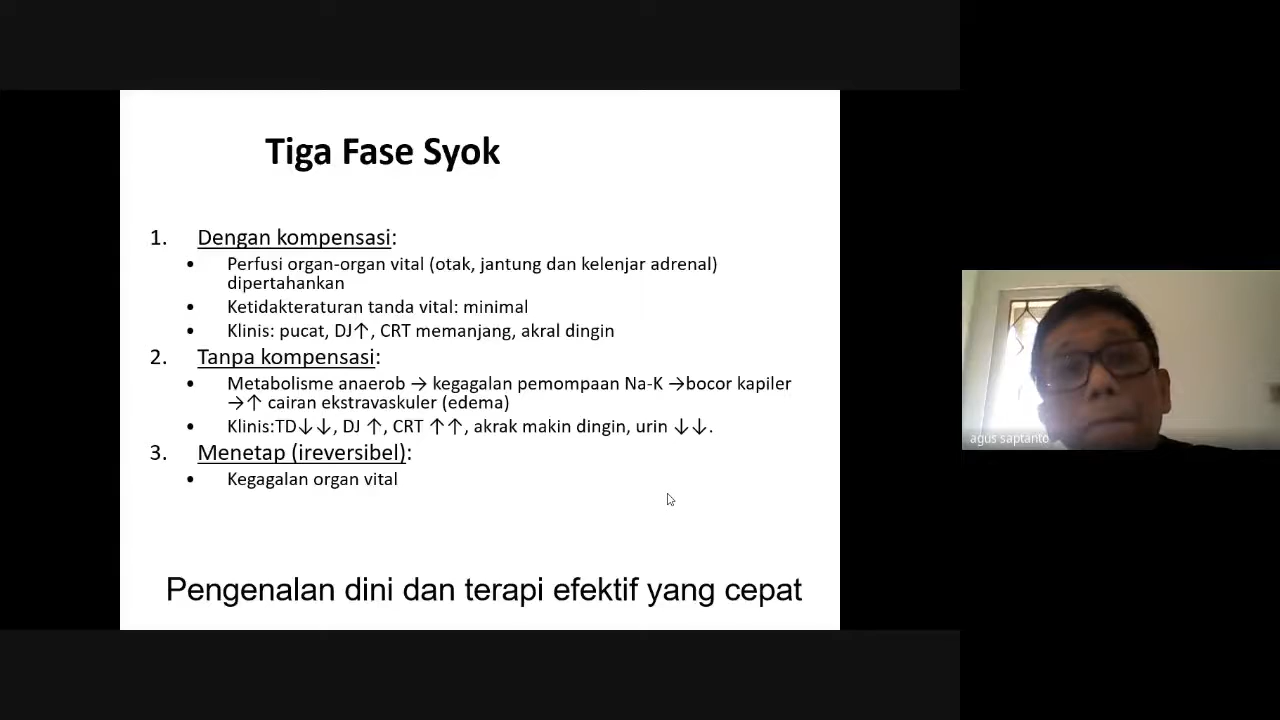 Tiga Fase Syok
1. Dengan kompensasi:
• Perfusi organ-organ vital (otak, jantung dan kelenjar adrenal)
dipertahankan
• Ketidakteraturan tanda vital: minimal
• Klinis: pucat, DJ↑, CRT memanjang, akral dingin
2. Tanpa kompensasi:
• Metabolisme anaerob → kegagalan pemompaan Na-K →bocor kapiler
→↑ cairan ekstravaskuler (edema)
• Klinis:TD↓↓, DJ ↑, CRT ↑↑, akrak makin dingin, urin ↓↓.
3. Menetap (ireversibel):
• Kegagalan organ vital
Pengenalan dini dan terapi efektif yang cepat
agus saptanto